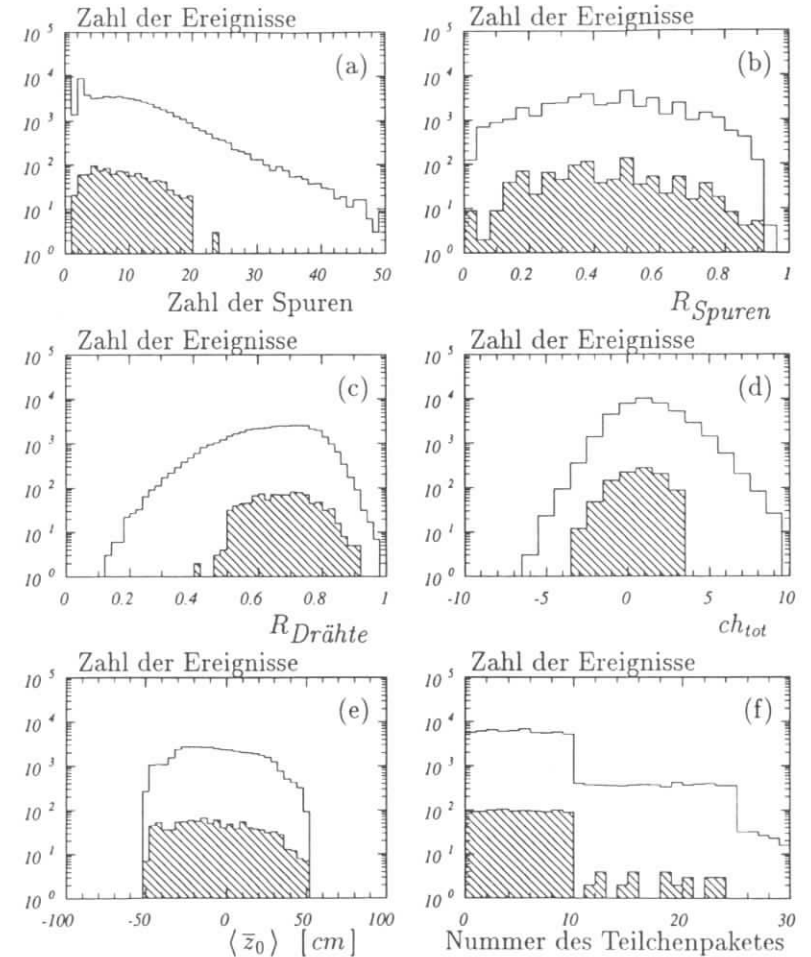 Zahl der Ereignisse
10^5
10^4
10^3
10^2
10^1
10^0
(a)
0 10 20 30 40 50
Zahl der Spuren
Zahl der Ereignisse
10^5
10^4
10^3
10^2
10^1
10^0
(b)
0 0.2 0.4 0.6 0.8 1
R_Spuren
Zahl der Ereignisse
10^5
10^4
10^3
10^2
10^1
10^0
(c)
0 0.2 0.4 0.6 0.8 1
R_Drähte
Zahl der Ereignisse
10^5
10^4
10^3
10^2
10^1
10^0
(d)
-10 -5 0 5 10
ch_tot
Zahl der Ereignisse
10^5
10^4
10^3
10^2
10^1
10^0
(e)
-100 -50 0 50 100
⟨ z̄_0 ⟩ [cm]
Zahl der Ereignisse
10^5
10^4
10^3
10^2
10^1
10^0
(f)
0 10 20 30
Nummer des Teilchenpaketes